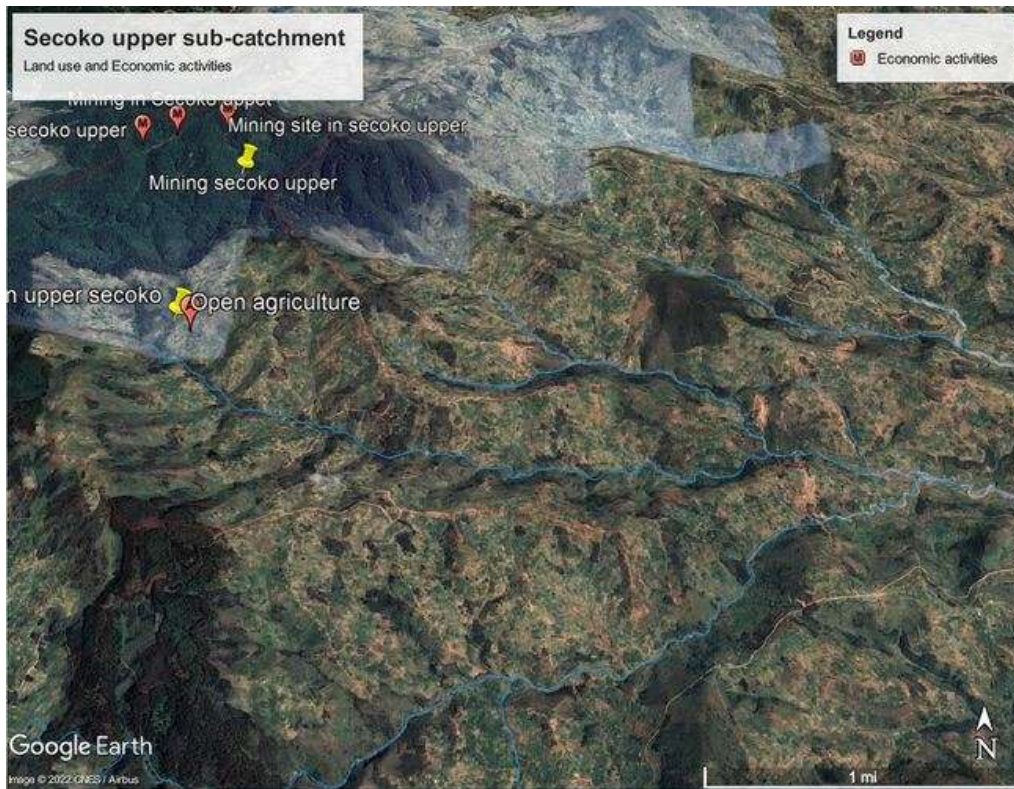 Secoko upper sub-catchment
Land use and Economic activities
Legend
M Economic activities
Mining in Secoko uppet
M
M
M
secoko upper
Mining site in secoko upper
Mining secoko upper
n upper secoko
Open agriculture
Google Earth
Image © 2022 CNES / Airbus
N
1 mi